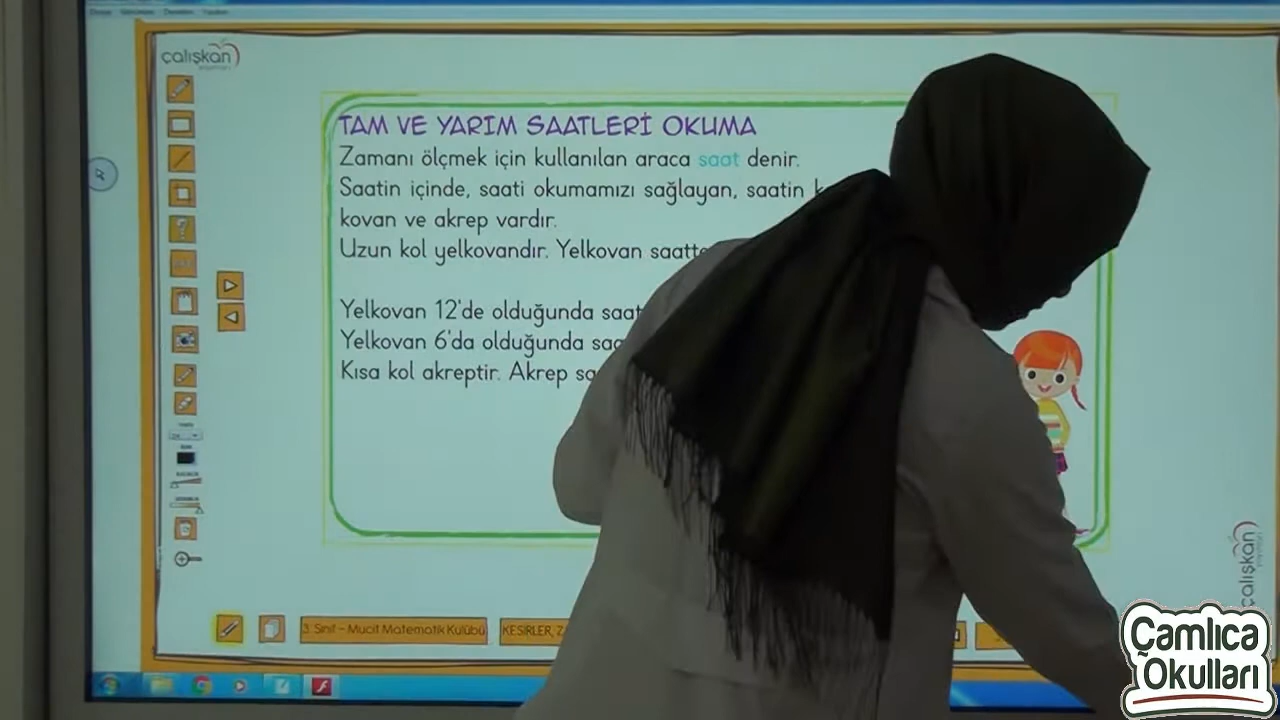 çalışkan
TAM VE YARIM SAATLERİ OKUMA
Zamanı ölçmek için kullanılan araca saat denir.
Saatin içinde, saati okumamızı sağlayan, saatin
kovan ve akrep vardır.
Uzun kol yelkovandır. Yelkovan saatte
Yelkovan 12'de olduğunda saat
Yelkovan 6'da olduğunda
Kısa kol akreptir. Akrep
3. Sınıf - Mucit Matematik Kulübü
KESİRLER,
çalışkan
Çamlıca
Okulları